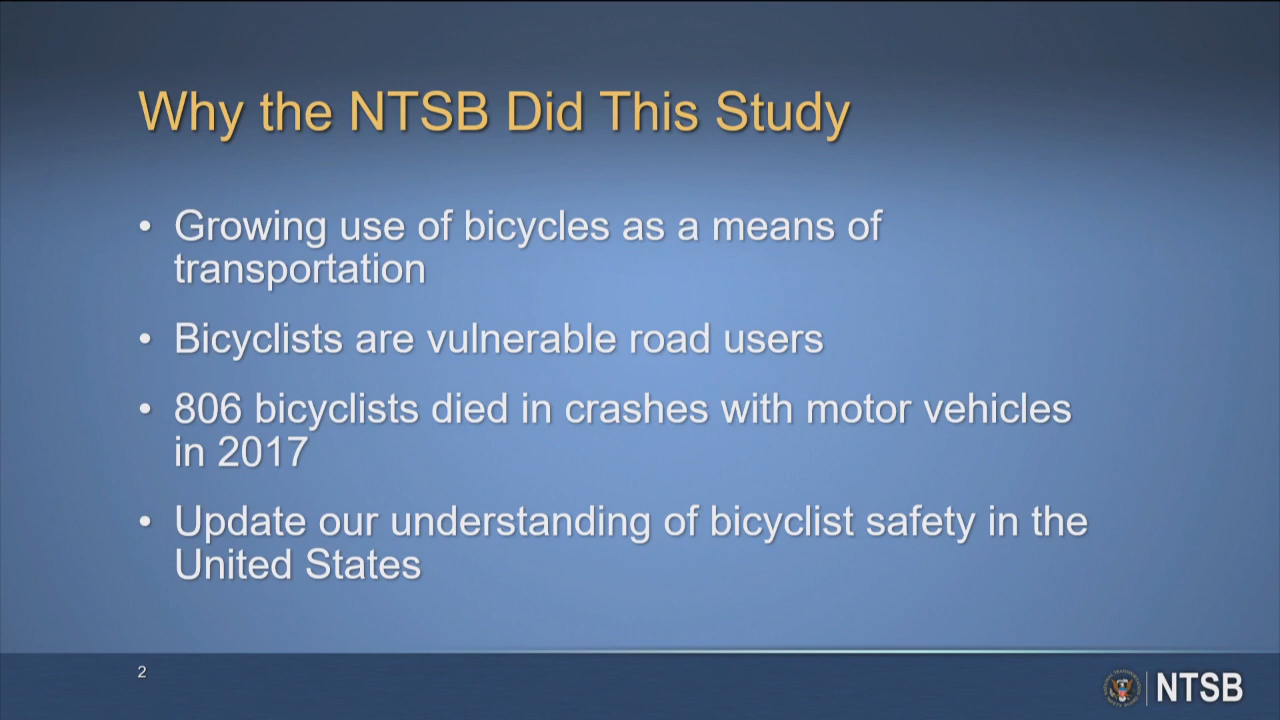 Why the NTSB Did This Study
• Growing use of bicycles as a means of
transportation
• Bicyclists are vulnerable road users
• 806 bicyclists died in crashes with motor vehicles
in 2017
• Update our understanding of bicyclist safety in the
United States
2
NTSB